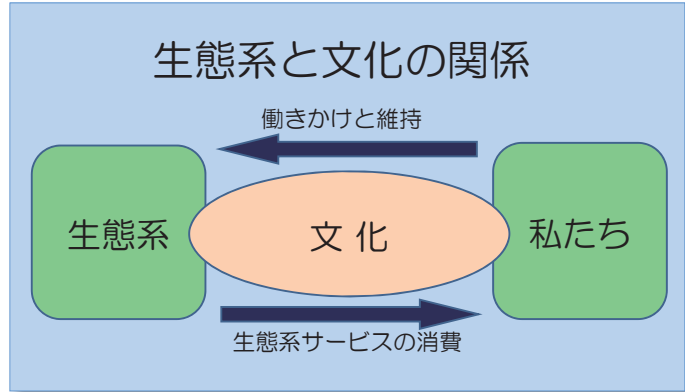 生態系と文化の関係
働きかけと維持
生態系
文 化
私たち
生態系サービスの消費